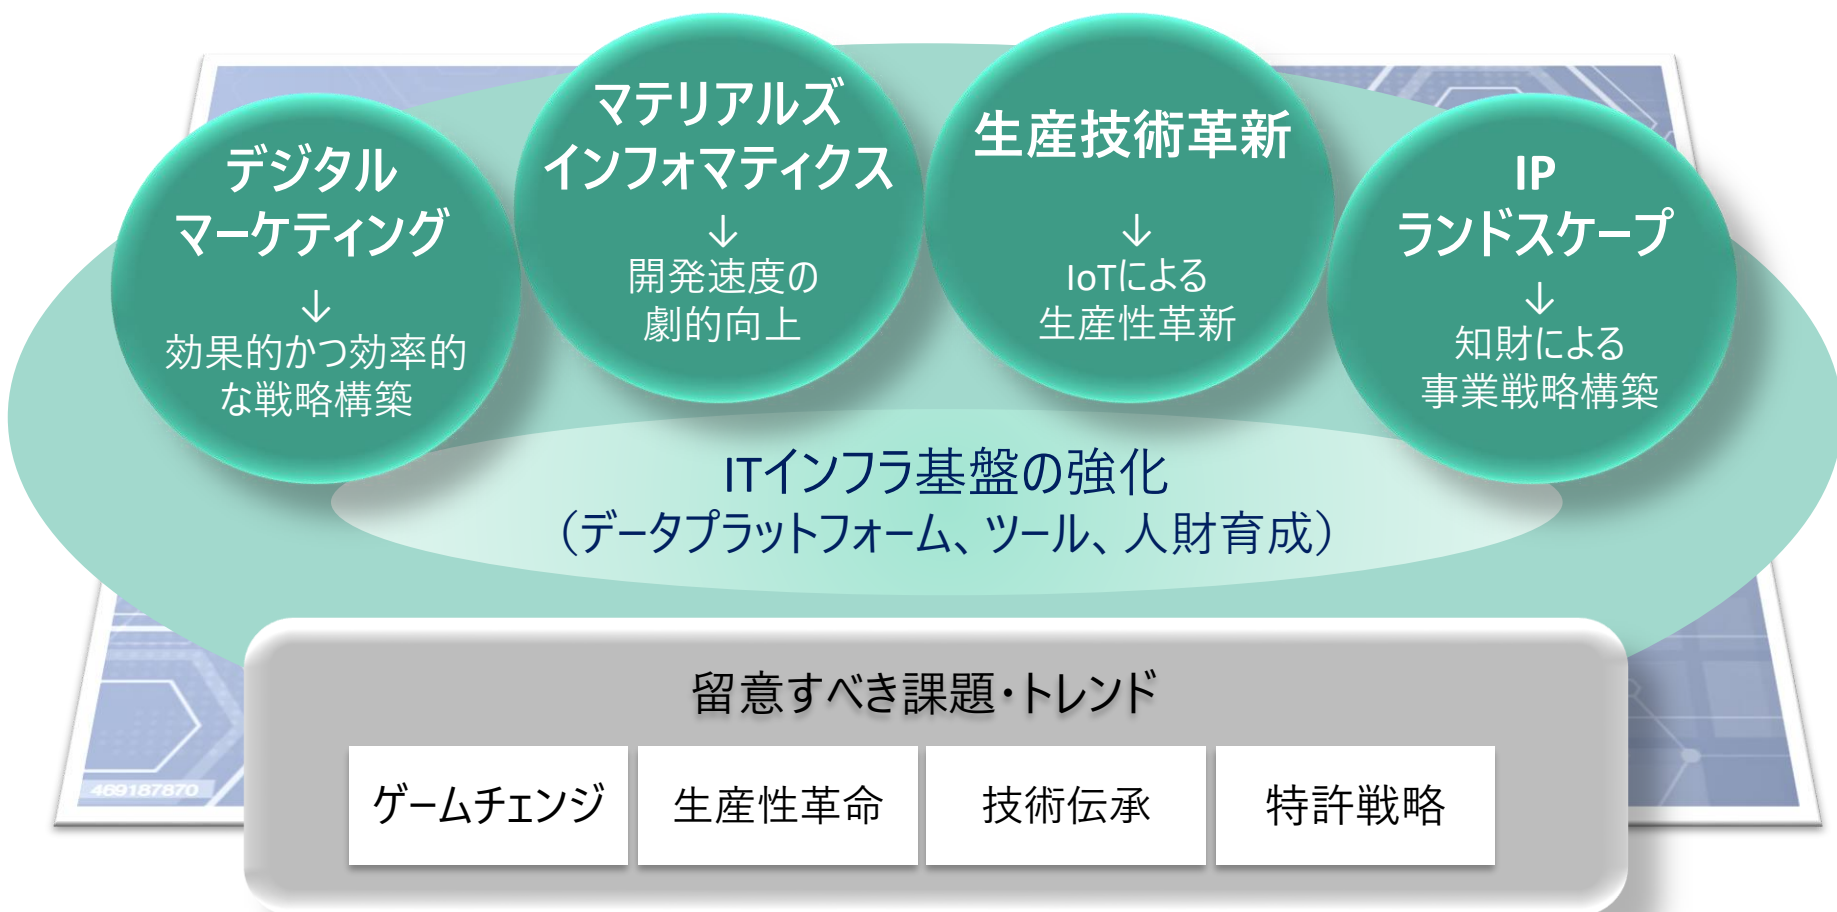 デジタル
マーケティング
↓
効果的かつ効率的
な戦略構築
マテリアルズ
インフォマティクス
↓
開発速度の
劇的向上
生産技術革新
↓
IoTによる
生産性革新
IP
ランドスケープ
↓
知財による
事業戦略構築
ITインフラ基盤の強化
（データプラットフォーム、ツール、人財育成）
留意すべき課題・トレンド
ゲームチェンジ
生産性革命
技術伝承
特許戦略
469187870